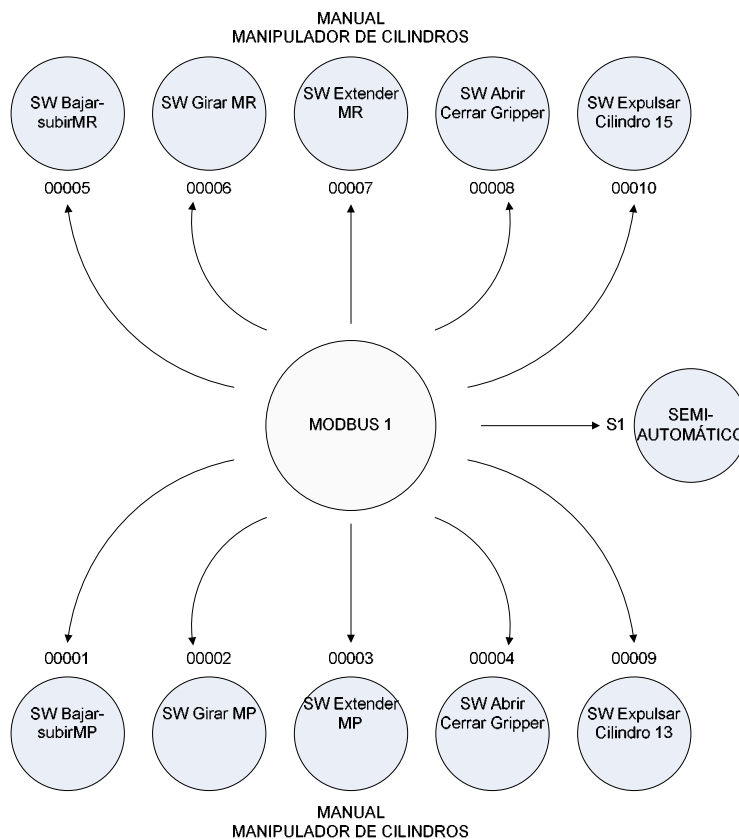 MANUAL
MANIPULADOR DE CILINDROS
SW Bajar-
subirMR
SW Girar MR
SW Extender
MR
SW Abrir
Cerrar Gripper
SW Expulsar
Cilindro 15
00005
00006
00007
00008
00010
MODBUS 1
S1
SEMI-
AUTOMÁTICO
00001
00002
00003
00004
00009
SW Bajar-
subirMP
SW Girar MP
SW Extender
MP
SW Abrir
Cerrar Gripper
SW Expulsar
Cilindro 13
MANUAL
MANIPULADOR DE CILINDROS